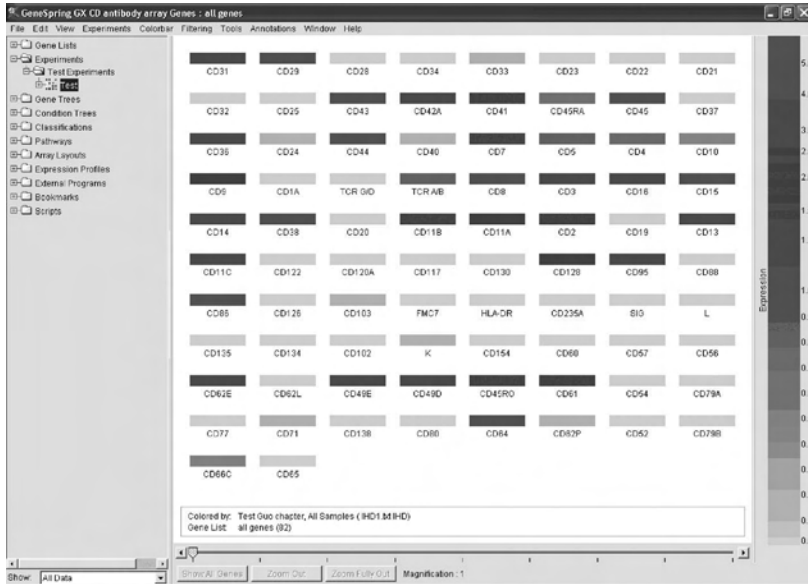 GeneSpring GX CD antibody array Genes : all genes
File Edit View Experiments Colorbar Filtering Tools Annotations Window Help
Gene Lists
Experiments
Test Experiments
Test
Gene Trees
Condition Trees
Classifications
Pathways
Array Layouts
Expression Profiles
External Programs
Bookmarks
Scripts
CD31 CD29 CD28 CD34 CD33 CD23 CD22 CD21
CD32 CD25 CD43 CD42A CD41 CD45RA CD45 CD37
CD36 CD24 CD44 CD40 CD7 CD5 CD4 CD10
CD9 CD1A TCR G/D TCR A/B CD8 CD3 CD16 CD15
CD14 CD38 CD20 CD11B CD11A CD2 CD19 CD13
CD11C CD122 CD120A CD117 CD130 CD128 CD95 CD88
CD86 CD126 CD103 FMC7 HLA-DR CD235A SIG L
CD135 CD134 CD102 K CD154 CD60 CD57 CD56
CD62E CD62L CD49E CD49D CD45RO CD61 CD54 CD79A
CD77 CD71 CD138 CD80 CD64 CD62P CD52 CD79B
CD66C CD65
Expression
Colored by: Test Guo chapter, All Samples (IHD1.txt IHD)
Gene List: all genes (82)
Show: All Data
Show All Genes Zoom Out Zoom Fully Out Magnification : 1